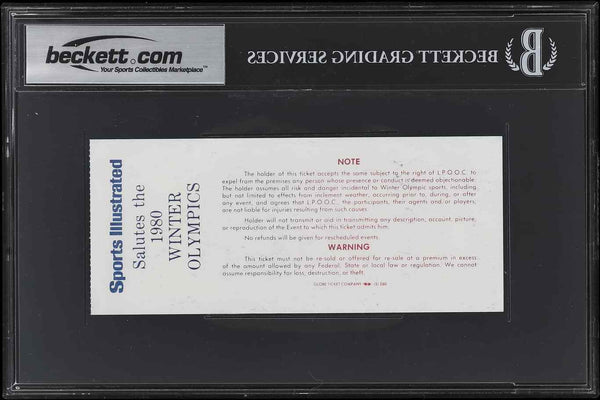 beckett.com
Your Sports Collectibles Marketplace™
BECKETT GRADING SERVICES
B
Sports Illustrated
Salutes the
1980
WINTER
OLYMPICS
NOTE
The holder of this ticket accepts the same subject to the right of L.P.O.O.C. to
expel from the premises any person whose presence or conduct is deemed objectionable.
The holder assumes all risk and danger incidental to Winter Olympic sports, including
but not limited to effects from inclement weather, occurring prior to, during, or after
any event, and agrees that L.P.O.O.C., the participants, their agents and/or players,
are not liable for injuries resulting from such causes.
Holder will not transmit or aid in transmitting any description, account, picture,
or reproduction of the Event to which this ticket admits him.
No refunds will be given for rescheduled events.
WARNING
This ticket must not be re-sold or offered for re-sale at a premium in excess
of the amount allowed by any Federal, State or local law or regulation. We cannot
assume responsibility for loss, destruction, or theft.
GLOBE TICKET COMPANY